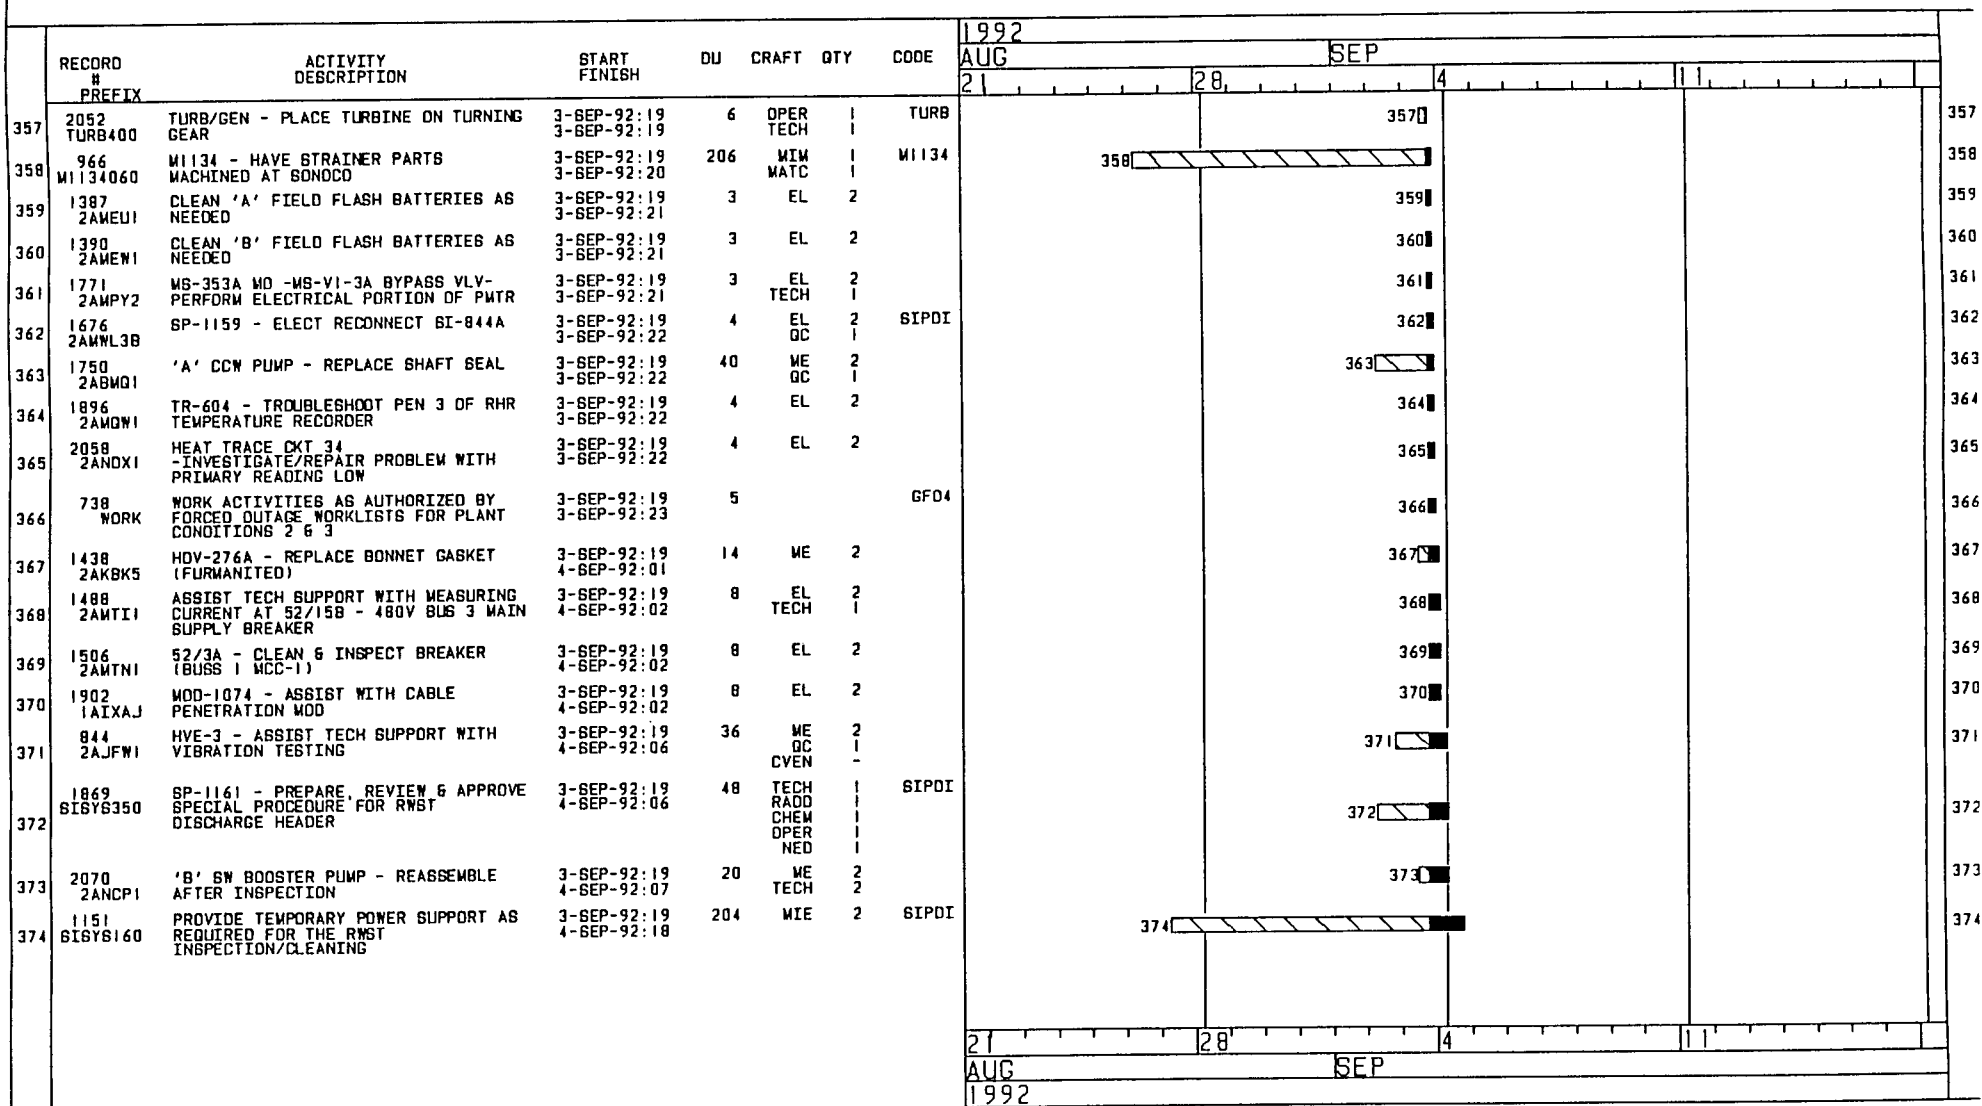 1992
AUG SEP
21 28 4 11
RECORD # PREFIX ACTIVITY DESCRIPTION START FINISH DU CRAFT QTY CODE
357 2052 TURB/GEN - PLACE TURBINE ON TURNING 3-SEP-92:19 6 OPER 1 TURB 357 357
TURB400 GEAR 3-SEP-92:19 TECH 1
358 966 M1134 - HAVE STRAINER PARTS 3-SEP-92:19 206 MIM 1 M1134 358 358
M1134060 MACHINED AT SONOCO 3-SEP-92:20 MATC 1
359 1387 CLEAN 'A' FIELD FLASH BATTERIES AS 3-SEP-92:19 3 EL 2 359 359
2AMEU1 NEEDED 3-SEP-92:21
360 1390 CLEAN 'B' FIELD FLASH BATTERIES AS 3-SEP-92:19 3 EL 2 360 360
2AMEW1 NEEDED 3-SEP-92:21
361 1771 MS-353A MO -MS-V1-3A BYPASS VLV- 3-SEP-92:19 3 EL 2 361 361
2AMPY2 PERFORM ELECTRICAL PORTION OF PMTR 3-SEP-92:21 TECH 1
362 1676 SP-1159 - ELECT RECONNECT SI-844A 3-SEP-92:19 4 EL 2 SIPDI 362 362
2AMWL3B 3-SEP-92:22 QC 1
363 1750 'A' CCW PUMP - REPLACE SHAFT SEAL 3-SEP-92:19 40 ME 2 363 363
2ABMQ1 3-SEP-92:22 QC 1
364 1896 TR-604 - TROUBLESHOOT PEN 3 OF RHR 3-SEP-92:19 4 EL 2 364 364
2AMQW1 TEMPERATURE RECORDER 3-SEP-92:22
365 2058 HEAT TRACE CKT 34 3-SEP-92:19 4 EL 2 365 365
2ANDX1 -INVESTIGATE/REPAIR PROBLEM WITH 3-SEP-92:22
PRIMARY READING LOW
366 738 WORK ACTIVITIES AS AUTHORIZED BY 3-SEP-92:19 5 GFO4 366 366
WORK FORCED OUTAGE WORKLISTS FOR PLANT 3-SEP-92:23
CONDITIONS 2 & 3
367 1438 HDV-276A - REPLACE BONNET GASKET 3-SEP-92:19 14 ME 2 367 367
2AKBK5 (FURMANITED) 4-SEP-92:01
368 1488 ASSIST TECH SUPPORT WITH MEASURING 3-SEP-92:19 8 EL 2 368 368
2AMTI1 CURRENT AT 52/15B - 480V BUS 3 MAIN 4-SEP-92:02 TECH 1
SUPPLY BREAKER
369 1506 52/3A - CLEAN & INSPECT BREAKER 3-SEP-92:19 8 EL 2 369 369
2AMTN1 (BUSS 1 MCC-1) 4-SEP-92:02
370 1902 MOD-1074 - ASSIST WITH CABLE 3-SEP-92:19 8 EL 2 370 370
1AIXAJ PENETRATION MOD 4-SEP-92:02
371 844 HVE-3 - ASSIST TECH SUPPORT WITH 3-SEP-92:19 36 ME 2 371 371
2AJFW1 VIBRATION TESTING 4-SEP-92:06 QC 1
CVEN -
372 1869 SP-1161 - PREPARE, REVIEW & APPROVE 3-SEP-92:19 48 TECH 1 SIPDI 372 372
SISYS350 SPECIAL PROCEDURE FOR RWST 4-SEP-92:06 RADD 1
DISCHARGE HEADER CHEM 1
OPER 1
NED 1
373 2070 'B' SW BOOSTER PUMP - REASSEMBLE 3-SEP-92:19 20 ME 2 373 373
2ANCP1 AFTER INSPECTION 4-SEP-92:07 TECH 2
374 1151 PROVIDE TEMPORARY POWER SUPPORT AS 3-SEP-92:19 204 MIE 2 SIPDI 374 374
SISYS160 REQUIRED FOR THE RWST 4-SEP-92:18
INSPECTION/CLEANING
21 28 4 11
AUG SEP
1992